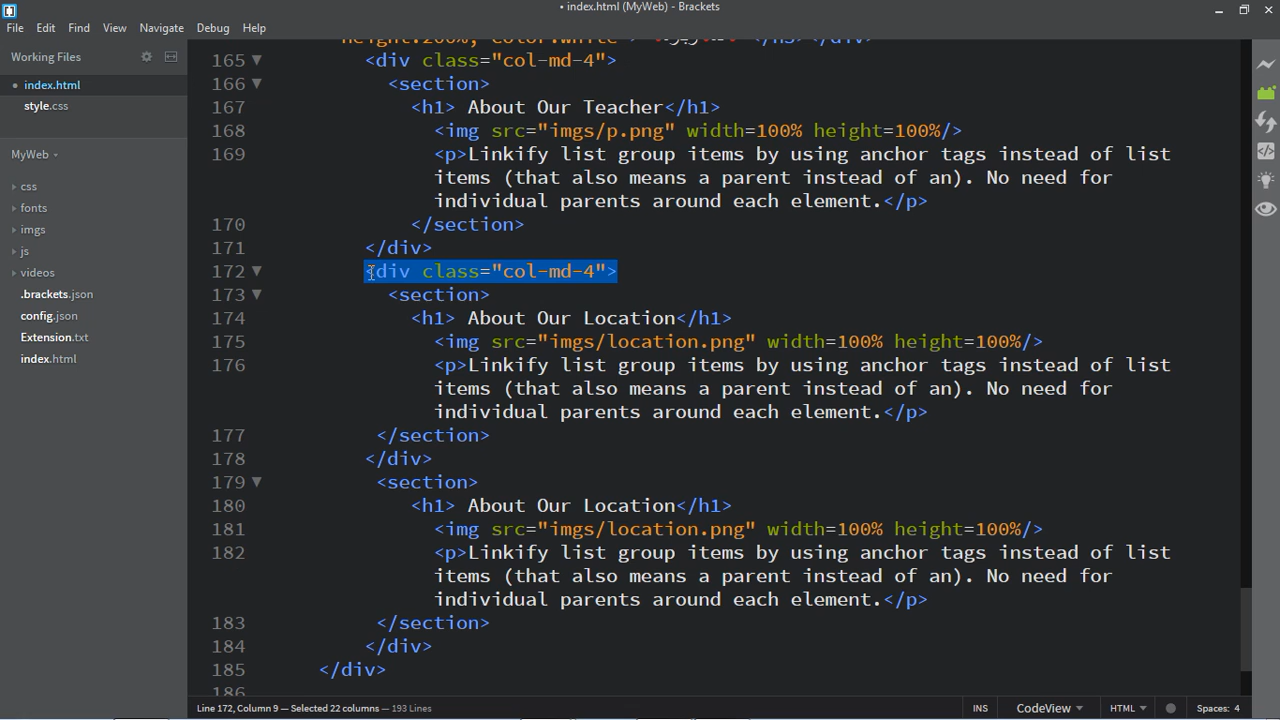 • index.html (MyWeb) - Brackets
File Edit Find View Navigate Debug Help
Working Files
• index.html
style.css
MyWeb
css
fonts
imgs
js
videos
.brackets.json
config.json
Extension.txt
index.html
165 <div class="col-md-4">
166 <section>
167 <h1> About Our Teacher</h1>
168 <img src="imgs/p.png" width=100% height=100%/>
169 <p>Linkify list group items by using anchor tags instead of list
items (that also means a parent instead of an). No need for
individual parents around each element.</p>
170 </section>
171 </div>
172 <div class="col-md-4">
173 <section>
174 <h1> About Our Location</h1>
175 <img src="imgs/location.png" width=100% height=100%/>
176 <p>Linkify list group items by using anchor tags instead of list
items (that also means a parent instead of an). No need for
individual parents around each element.</p>
177 </section>
178 </div>
179 <section>
180 <h1> About Our Location</h1>
181 <img src="imgs/location.png" width=100% height=100%/>
182 <p>Linkify list group items by using anchor tags instead of list
items (that also means a parent instead of an). No need for
individual parents around each element.</p>
183 </section>
184 </div>
185 </div>
186
Line 172, Column 9 — Selected 22 columns — 193 Lines
INS CodeView HTML Spaces: 4